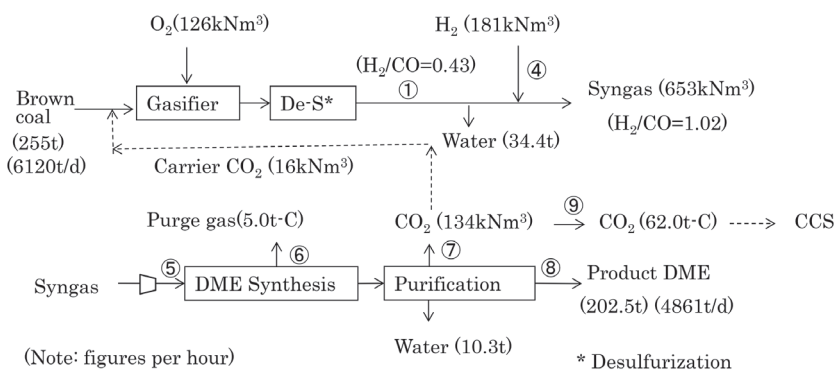 O₂(126kNm³)
H₂ (181kNm³)
(H₂/CO=0.43)
①
④
Brown
coal
(255t)
(6120t/d)
Gasifier
De-S*
Syngas (653kNm³)
(H₂/CO=1.02)
Water (34.4t)
Carrier CO₂ (16kNm³)
Purge gas(5.0t-C)
CO₂ (134kNm³)
⑨
CO₂ (62.0t-C)
CCS
Syngas
⑤
⑥
DME Synthesis
⑦
Purification
⑧
Product DME
(202.5t) (4861t/d)
Water (10.3t)
(Note: figures per hour)
* Desulfurization